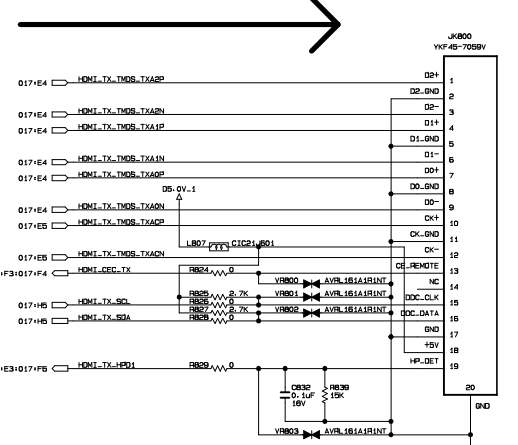 JK800
YKF45-7059V
D2+
017:E4 HDMI_TX_TMDS_TXA2P 1
D2_GND
2
D2-
017:E4 HDMI_TX_TMDS_TXA2N 3
D1+
017:E4 HDMI_TX_TMDS_TXA1P 4
D1_GND
5
D1-
017:E4 HDMI_TX_TMDS_TXA1N 6
D0+
017:E4 HDMI_TX_TMDS_TXA0P 7
D5.0V_1 D0_GND
8
D0-
017:E4 HDMI_TX_TMDS_TXA0N 9
CK+
017:E5 HDMI_TX_TMDS_TXACP 10
CK_GND
L807 CIC21J601 11
CK-
017:E5 HDMI_TX_TMDS_TXACN 12
CE_REMOTE
:F3:017:F4 HDMI_CEC_TX R824 0 13
NC
VR800 AVRL161A1R1NT 14
R825 2.7K VR801 AVRL161A1R1NT DDC_CLK
017:H5 HDMI_TX_SCL R826 0 15
R827 2.7K VR802 AVRL161A1R1NT DDC_DATA
017:H5 HDMI_TX_SDA R828 0 16
GND
17
+5V
18
HP_DET
:E3:017:F5 HDMI_TX_HPD1 R829 0 19
C832
0.1uF
16V
R839
15K
20
GND
VR803 AVRL161A1R1NT